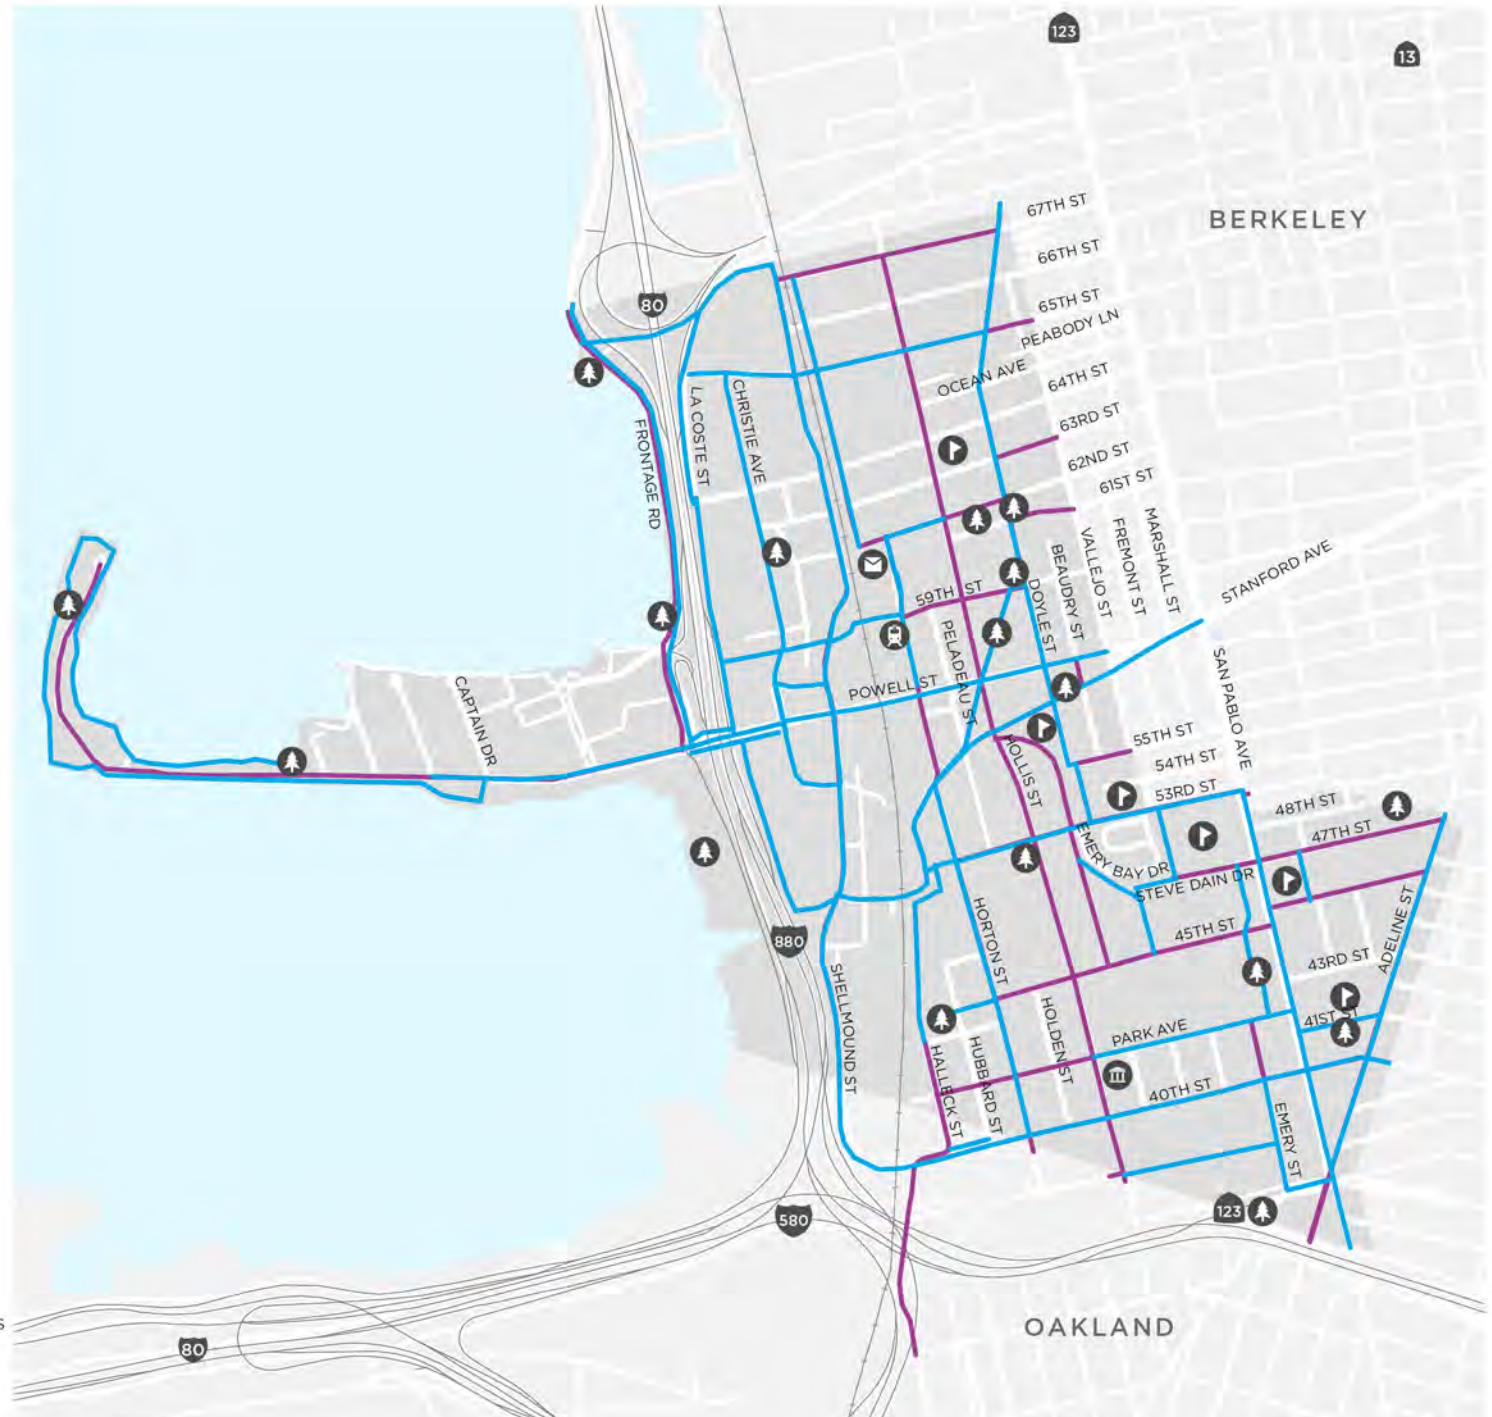 123
13
67TH ST
BERKELEY
66TH ST
65TH ST
80
PEABODY LN
OCEAN AVE
64TH ST
LA COSTE ST
CHRISTIE AVE
63RD ST
FRONTAGE RD
62ND ST
61ST ST
MARSHALL ST
FREMONT ST
VALLEJO ST
BEAUDRY ST
STANFORD AVE
59TH ST
DOYLE ST
PELADEAU ST
SAN PABLO AVE
CAPTAIN DR
POWELL ST
55TH ST
HOLLIS ST
54TH ST
53RD ST
48TH ST
47TH ST
EMERY BAY DR
STEVE DAIN DR
ADELINE ST
HORTON ST
45TH ST
880
43RD ST
SHELLMOUND ST
HOLDEN ST
41ST ST
PARK AVE
HUBBARD ST
HALLECK ST
40TH ST
EMERY ST
580
123
OAKLAND
S
80